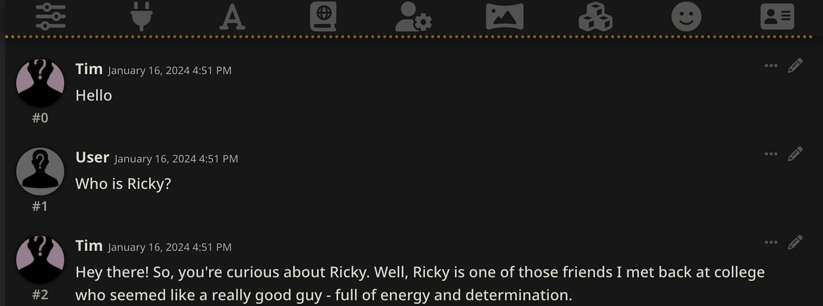 Tim January 16, 2024 4:51 PM
Hello
#0
User January 16, 2024 4:51 PM
Who is Ricky?
#1
Tim January 16, 2024 4:51 PM
Hey there! So, you're curious about Ricky. Well, Ricky is one of those friends I met back at college
who seemed like a really good guy - full of energy and determination.
#2